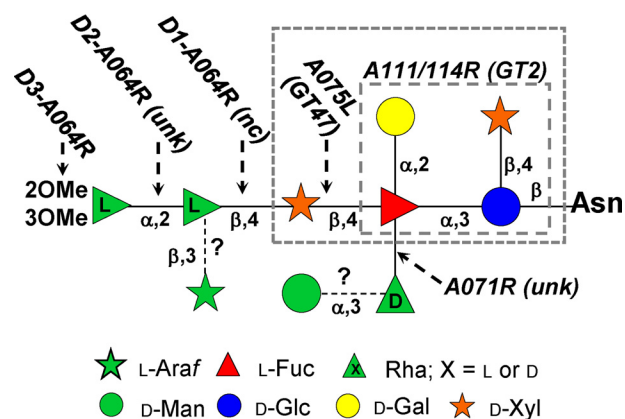 D3-A064R
D2-A064R (unk)
D1-A064R (nc)
A075L
(GT47)
A111/114R (GT2)
2OMe
3OMe
L
α,2
L
β,4
β,4
α,2
α,3
β,4
β
Asn
β,3
?
?
α,3
D
A071R (unk)
L-Araf
L-Fuc
X
Rha; X = L or D
D-Man
D-Glc
D-Gal
D-Xyl